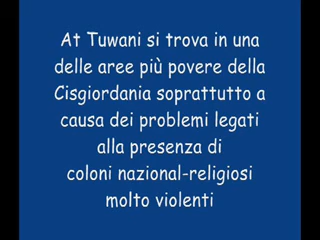 At Tuwani si trova in una
delle aree più povere della
Cisgiordania soprattutto a
causa dei problemi legati
alla presenza di
coloni nazional-religiosi
molto violenti